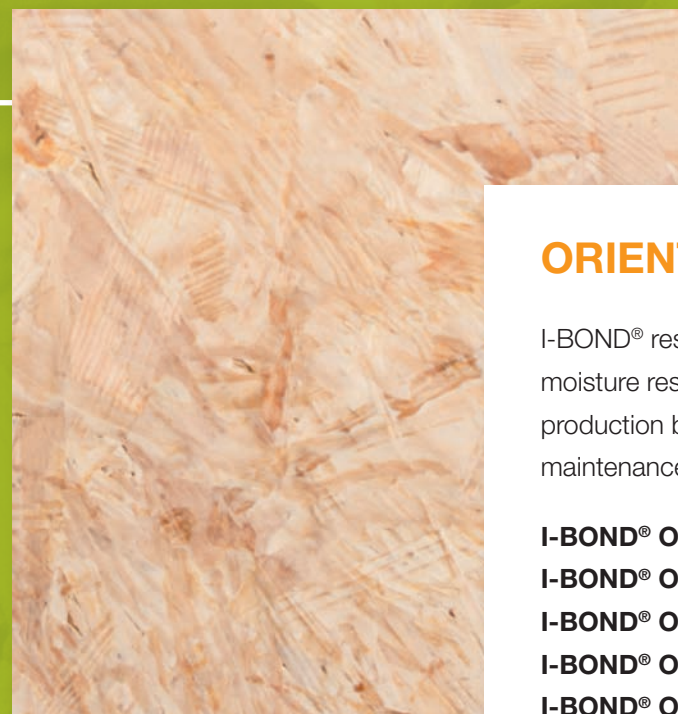 ORIEN
I-BOND® res
moisture res
production b
maintenance
I-BOND® O
I-BOND® O
I-BOND® O
I-BOND® O
I-BOND® O